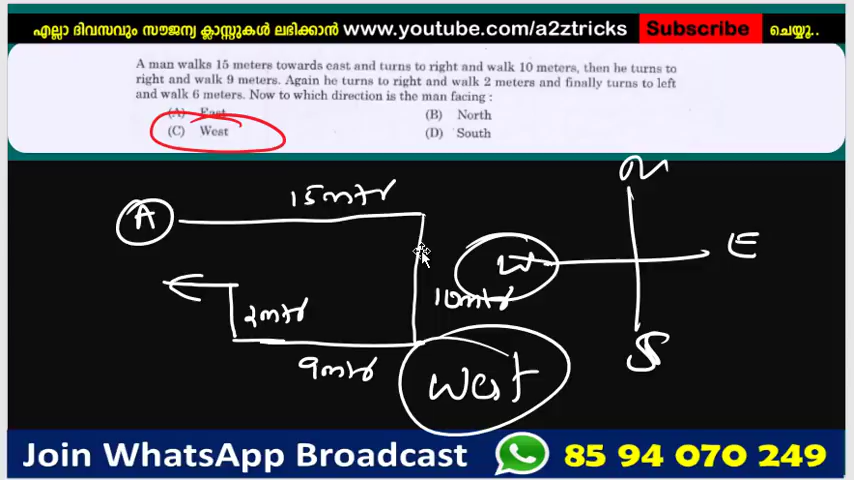 എല്ലാ ദിവസവും സൗജന്യ ക്ലാസ്സുകൾ ലഭിക്കാൻ www.youtube.com/a2ztricks Subscribe ചെയ്യൂ..
A man walks 15 meters towards east and turns to right and walk 10 meters, then he turns to
right and walk 9 meters. Again he turns to right and walk 2 meters and finally turns to left
and walk 6 meters. Now to which direction is the man facing :
(A) East (B) North
(C) West (D) South
A 15mtr
N
W E
10mtr
2mtr
9mtr
S
West
Join WhatsApp Broadcast 85 94 070 249